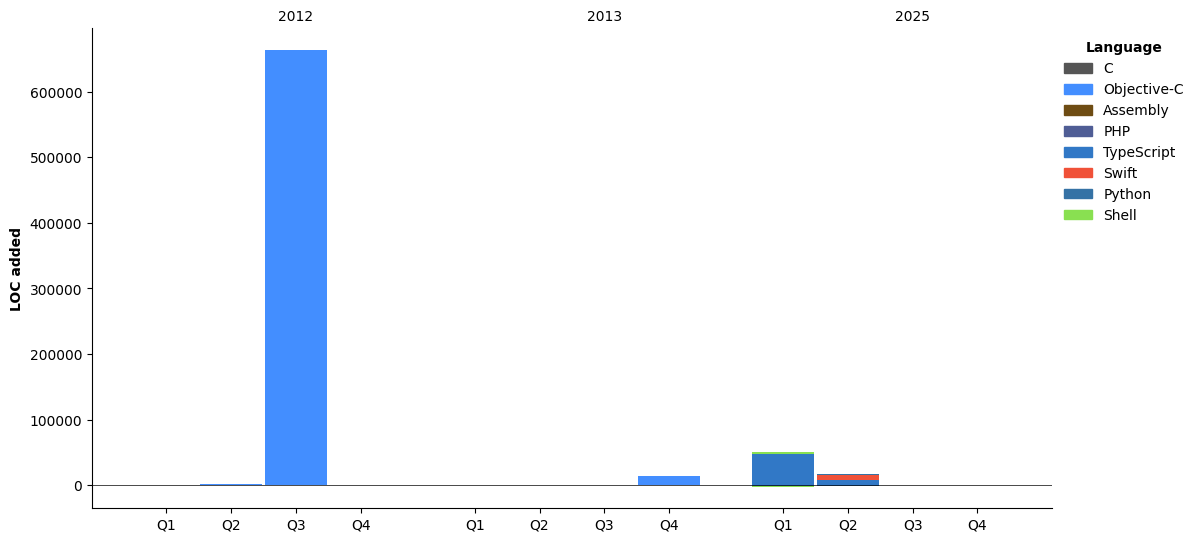 2012 2013 2025
Language
C
Objective-C
Assembly
PHP
TypeScript
Swift
Python
Shell
LOC added
600000
500000
400000
300000
200000
100000
0
Q1 Q2 Q3 Q4 Q1 Q2 Q3 Q4 Q1 Q2 Q3 Q4